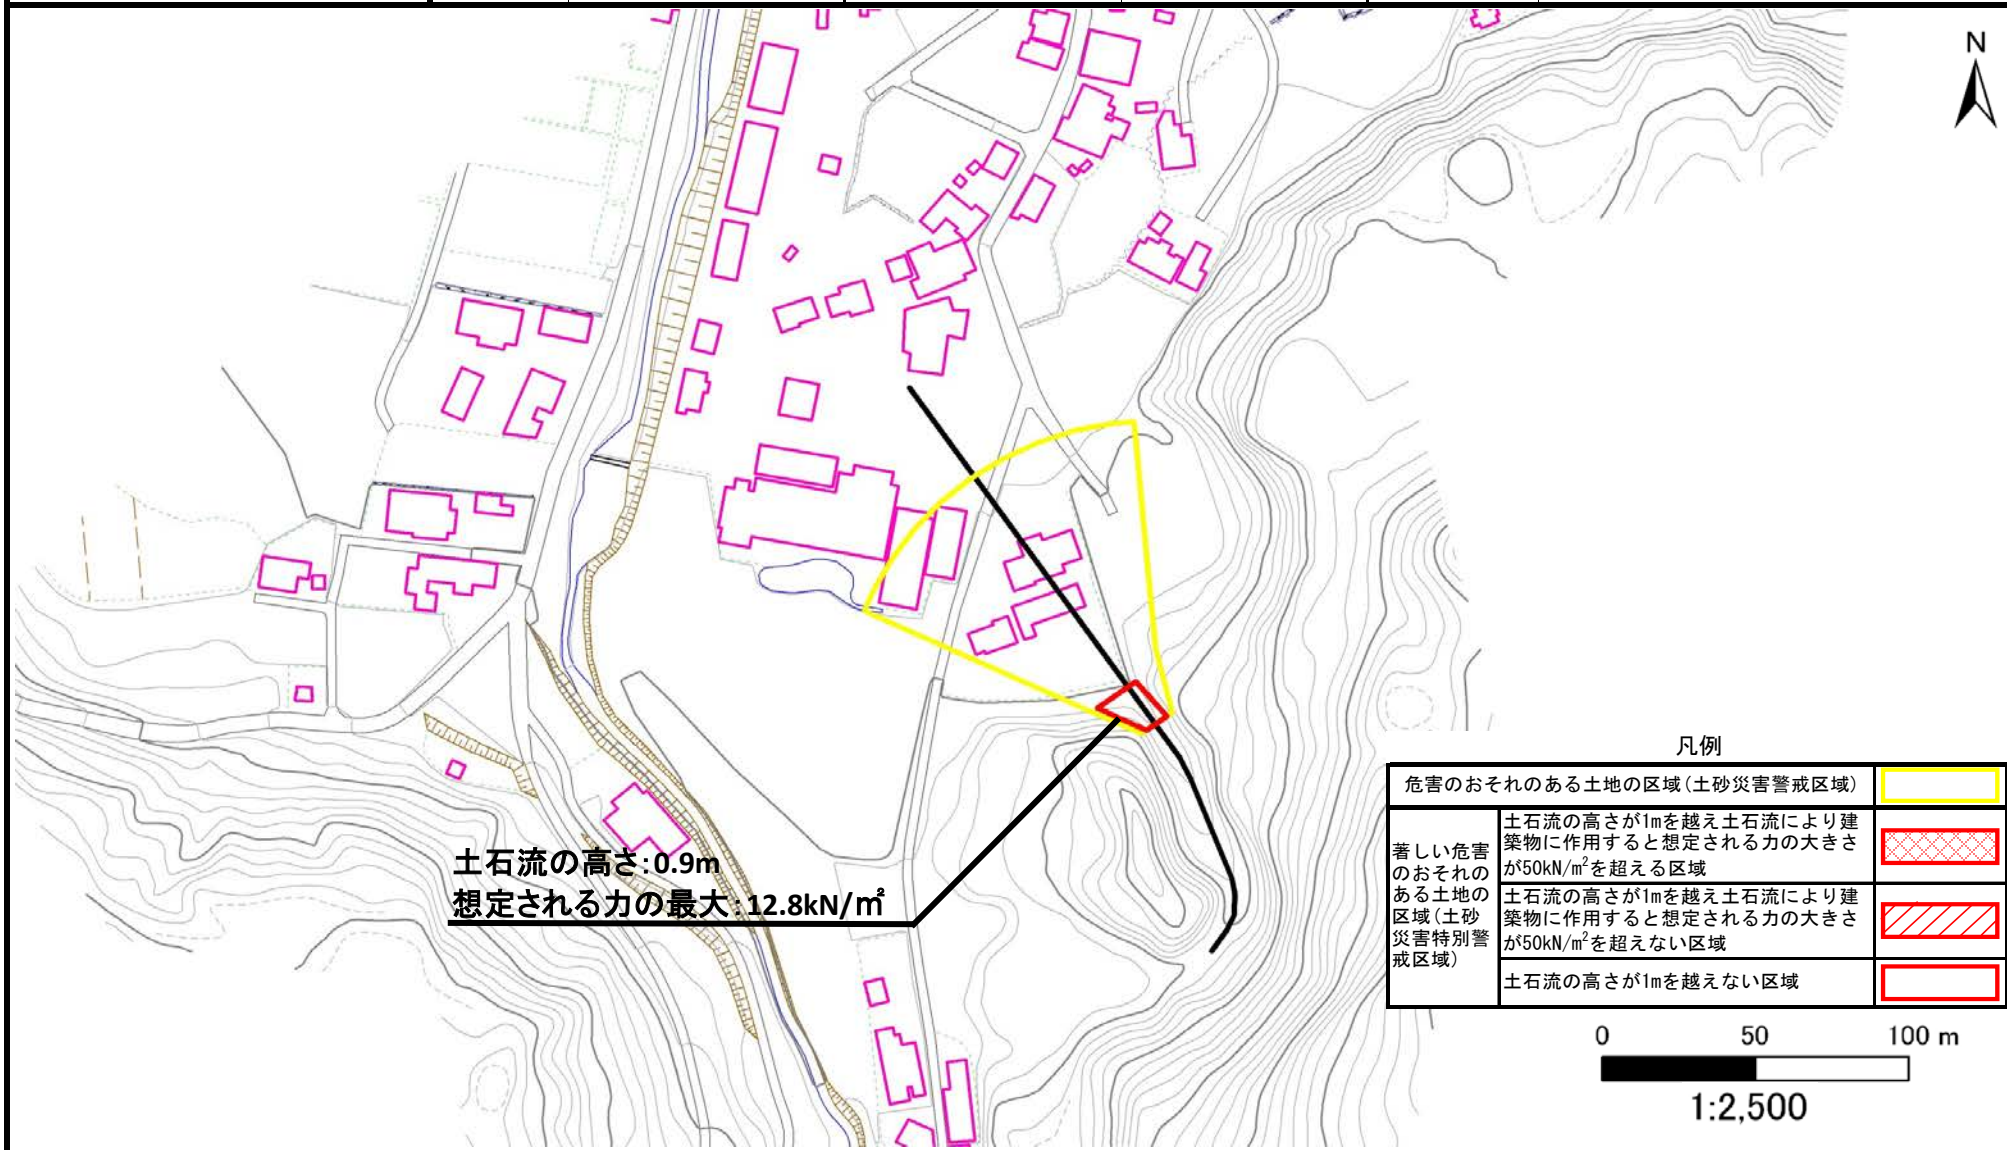 N
土石流の高さ:0.9m
想定される力の最大:12.8kN/㎡
凡例
危害のおそれのある土地の区域(土砂災害警戒区域)
著しい危害
のおそれの
ある土地の
区域(土砂
災害特別警
戒区域)
土石流の高さが1mを越え土石流により建
築物に作用すると想定される力の大きさ
が50kN/m²を超える区域
土石流の高さが1mを越え土石流により建
築物に作用すると想定される力の大きさ
が50kN/m²を超えない区域
土石流の高さが1mを越えない区域
0 50 100 m
1:2,500